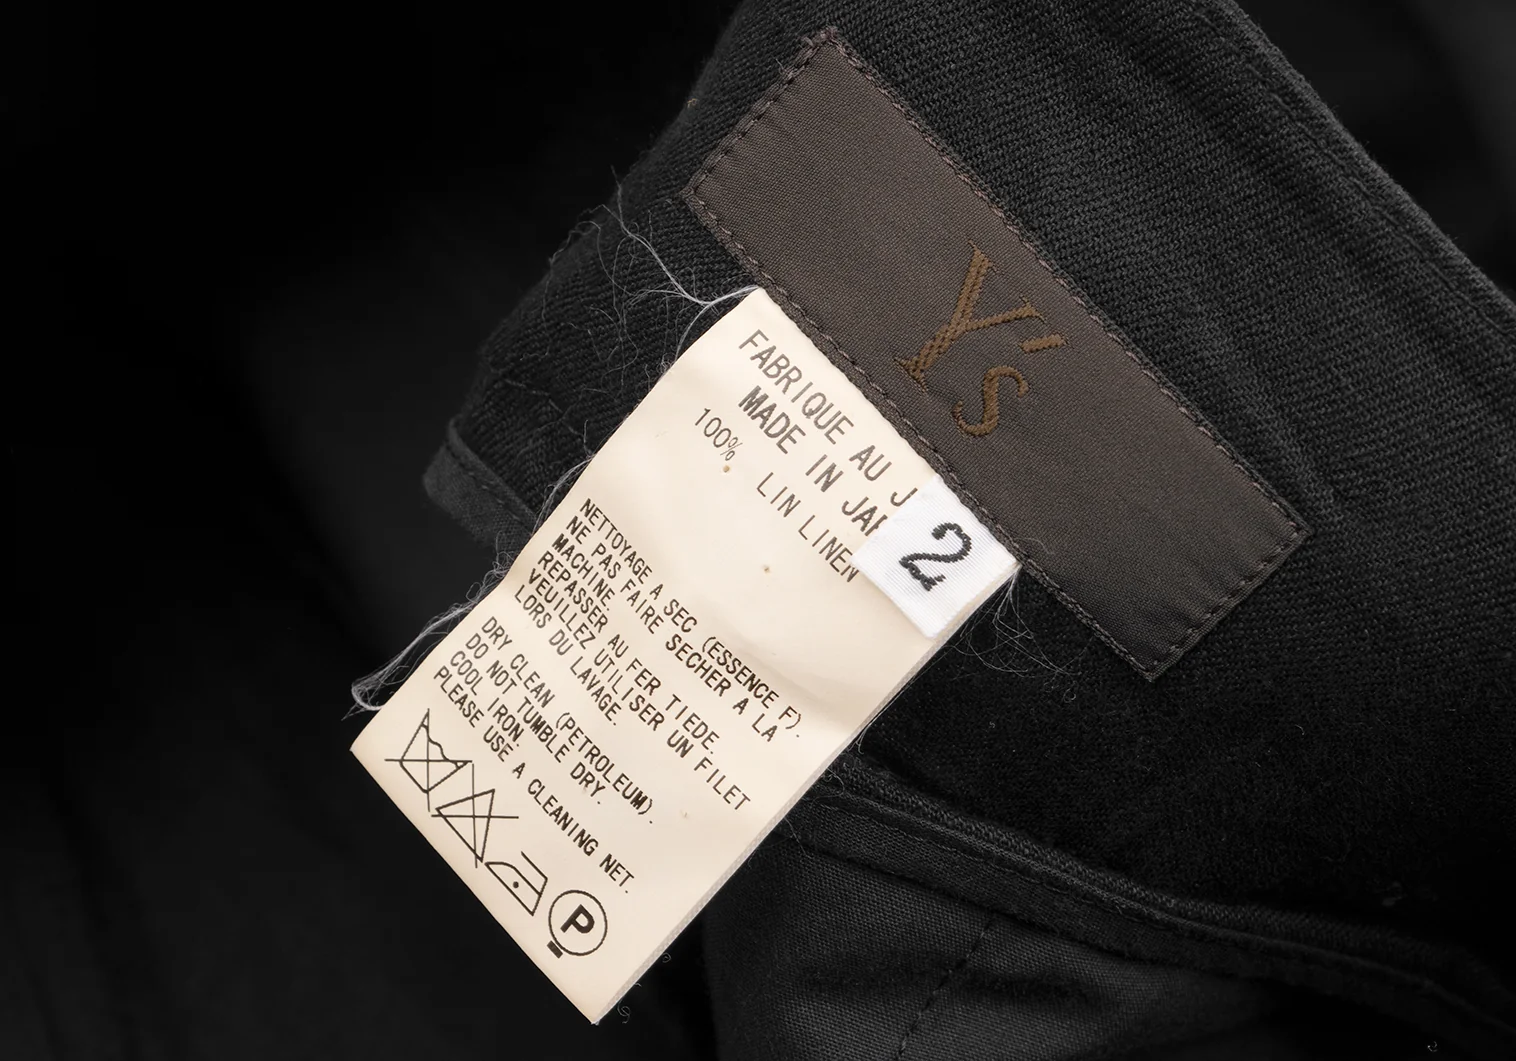 Y's
FABRIQUE AU J
MADE IN JAP
100% LIN LINEN
2
NETTOYAGE A SEC (ESSENCE F).
NE PAS FAIRE SECHER A LA
MACHINE.
REPASSER AU FER TIEDE.
VEUILLEZ UTILISER UN FILET
LORS DU LAVAGE.
DRY CLEAN (PETROLEUM).
DO NOT TUMBLE DRY.
COOL IRON.
PLEASE USE A CLEANING NET.
P